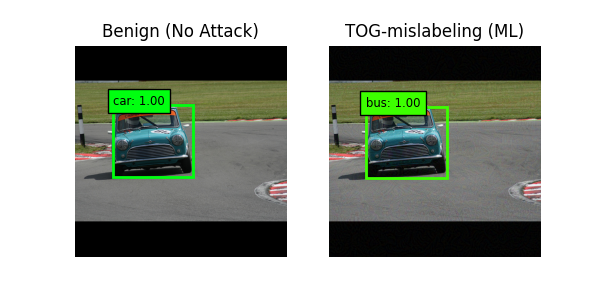 Benign (No Attack)
TOG-mislabeling (ML)
car: 1.00
bus: 1.00